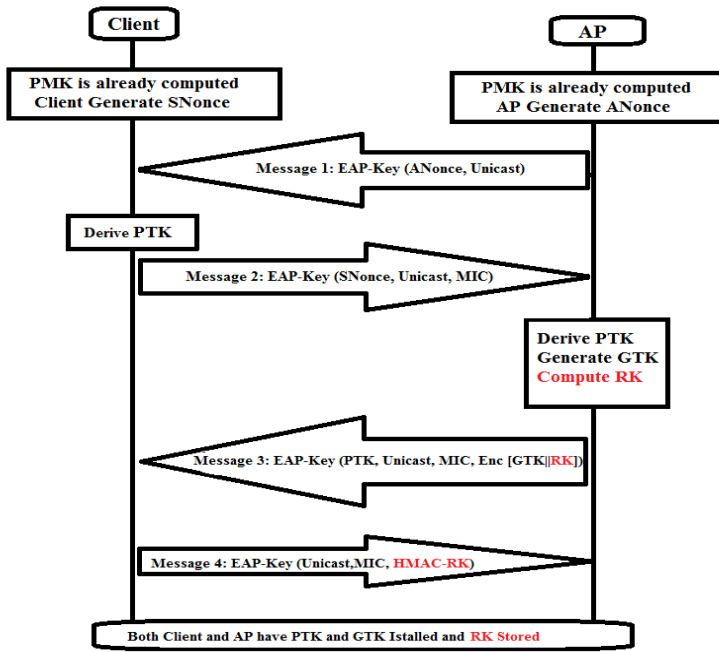 Client
AP
PMK is already computed
Client Generate SNonce
PMK is already computed
AP Generate ANonce
Message 1: EAP-Key (ANonce, Unicast)
Derive PTK
Message 2: EAP-Key (SNonce, Unicast, MIC)
Derive PTK
Generate GTK
Compute RK
Message 3: EAP-Key (PTK, Unicast, MIC, Enc [GTK||RK])
Message 4: EAP-Key (Unicast,MIC, HMAC-RK)
Both Client and AP have PTK and GTK Istalled and RK Stored